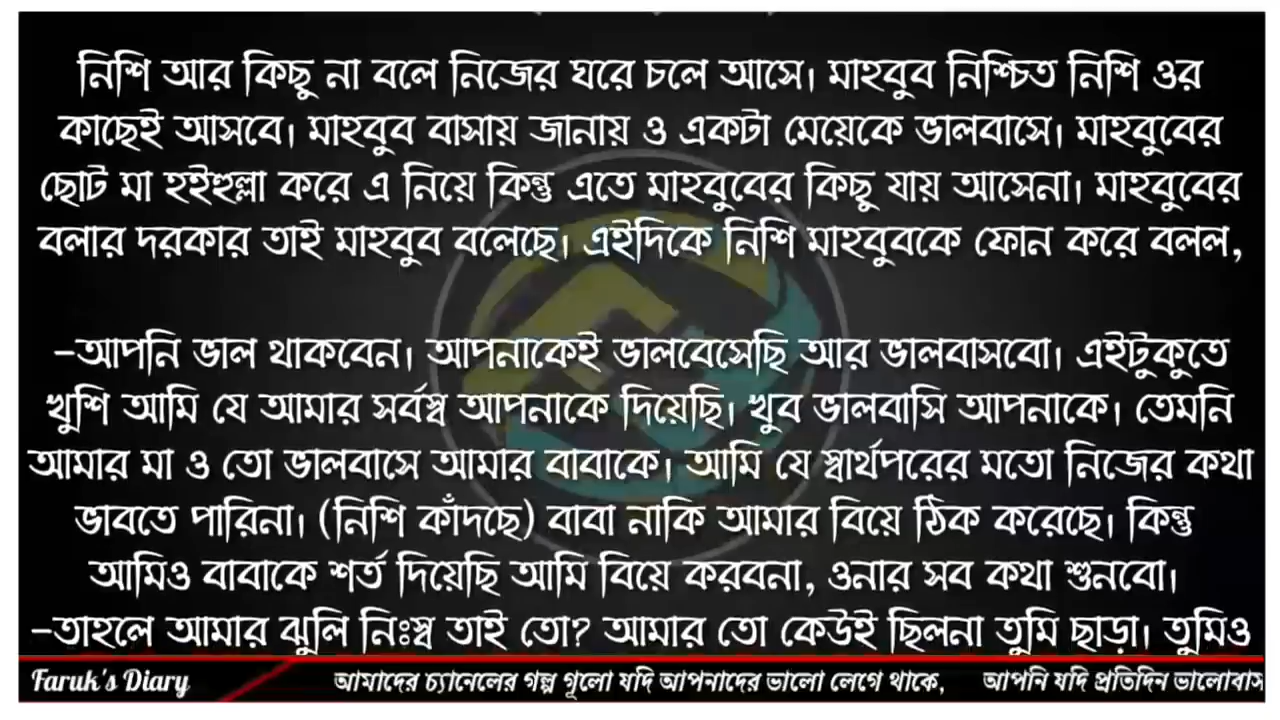 নিশি আর কিছু না বলে নিজের ঘরে চলে আসে। মাহবুব নিশ্চিত নিশি ওর
কাছেই আসবে। মাহবুব বাসায় জানায় ও একটা মেয়েকে ভালবাসে। মাহবুবের
ছোট মা হইহুল্লা করে এ নিয়ে কিন্তু এতে মাহবুবের কিছু যায় আসেনা। মাহবুবের
বলার দরকার তাই মাহবুব বলেছে। এইদিকে নিশি মাহবুবকে ফোন করে বলল,
-আপনি ভাল থাকবেন। আপনাকেই ভালবেসেছি আর ভালবাসবো। এইটুকুতে
খুশি আমি যে আমার সর্বস্ব আপনাকে দিয়েছি। খুব ভালবাসি আপনাকে। তেমনি
আমার মা ও তো ভালবাসে আমার বাবাকে। আমি যে স্বার্থপরের মতো নিজের কথা
ভাবতে পারিনা। (নিশি কাঁদছে) বাবা নাকি আমার বিয়ে ঠিক করেছে। কিন্তু
আমিও বাবাকে শর্ত দিয়েছি আমি বিয়ে করবনা, ওনার সব কথা শুনবো।
-তাহলে আমার ঝুলি নিঃস্ব তাই তো? আমার তো কেউই ছিলনা তুমি ছাড়া। তুমিও
Faruk's Diary আমাদের চ্যানেলের গল্প গুলো যদি আপনাদের ভালো লেগে থাকে, আপনি যদি প্রতিদিন ভালোবাস